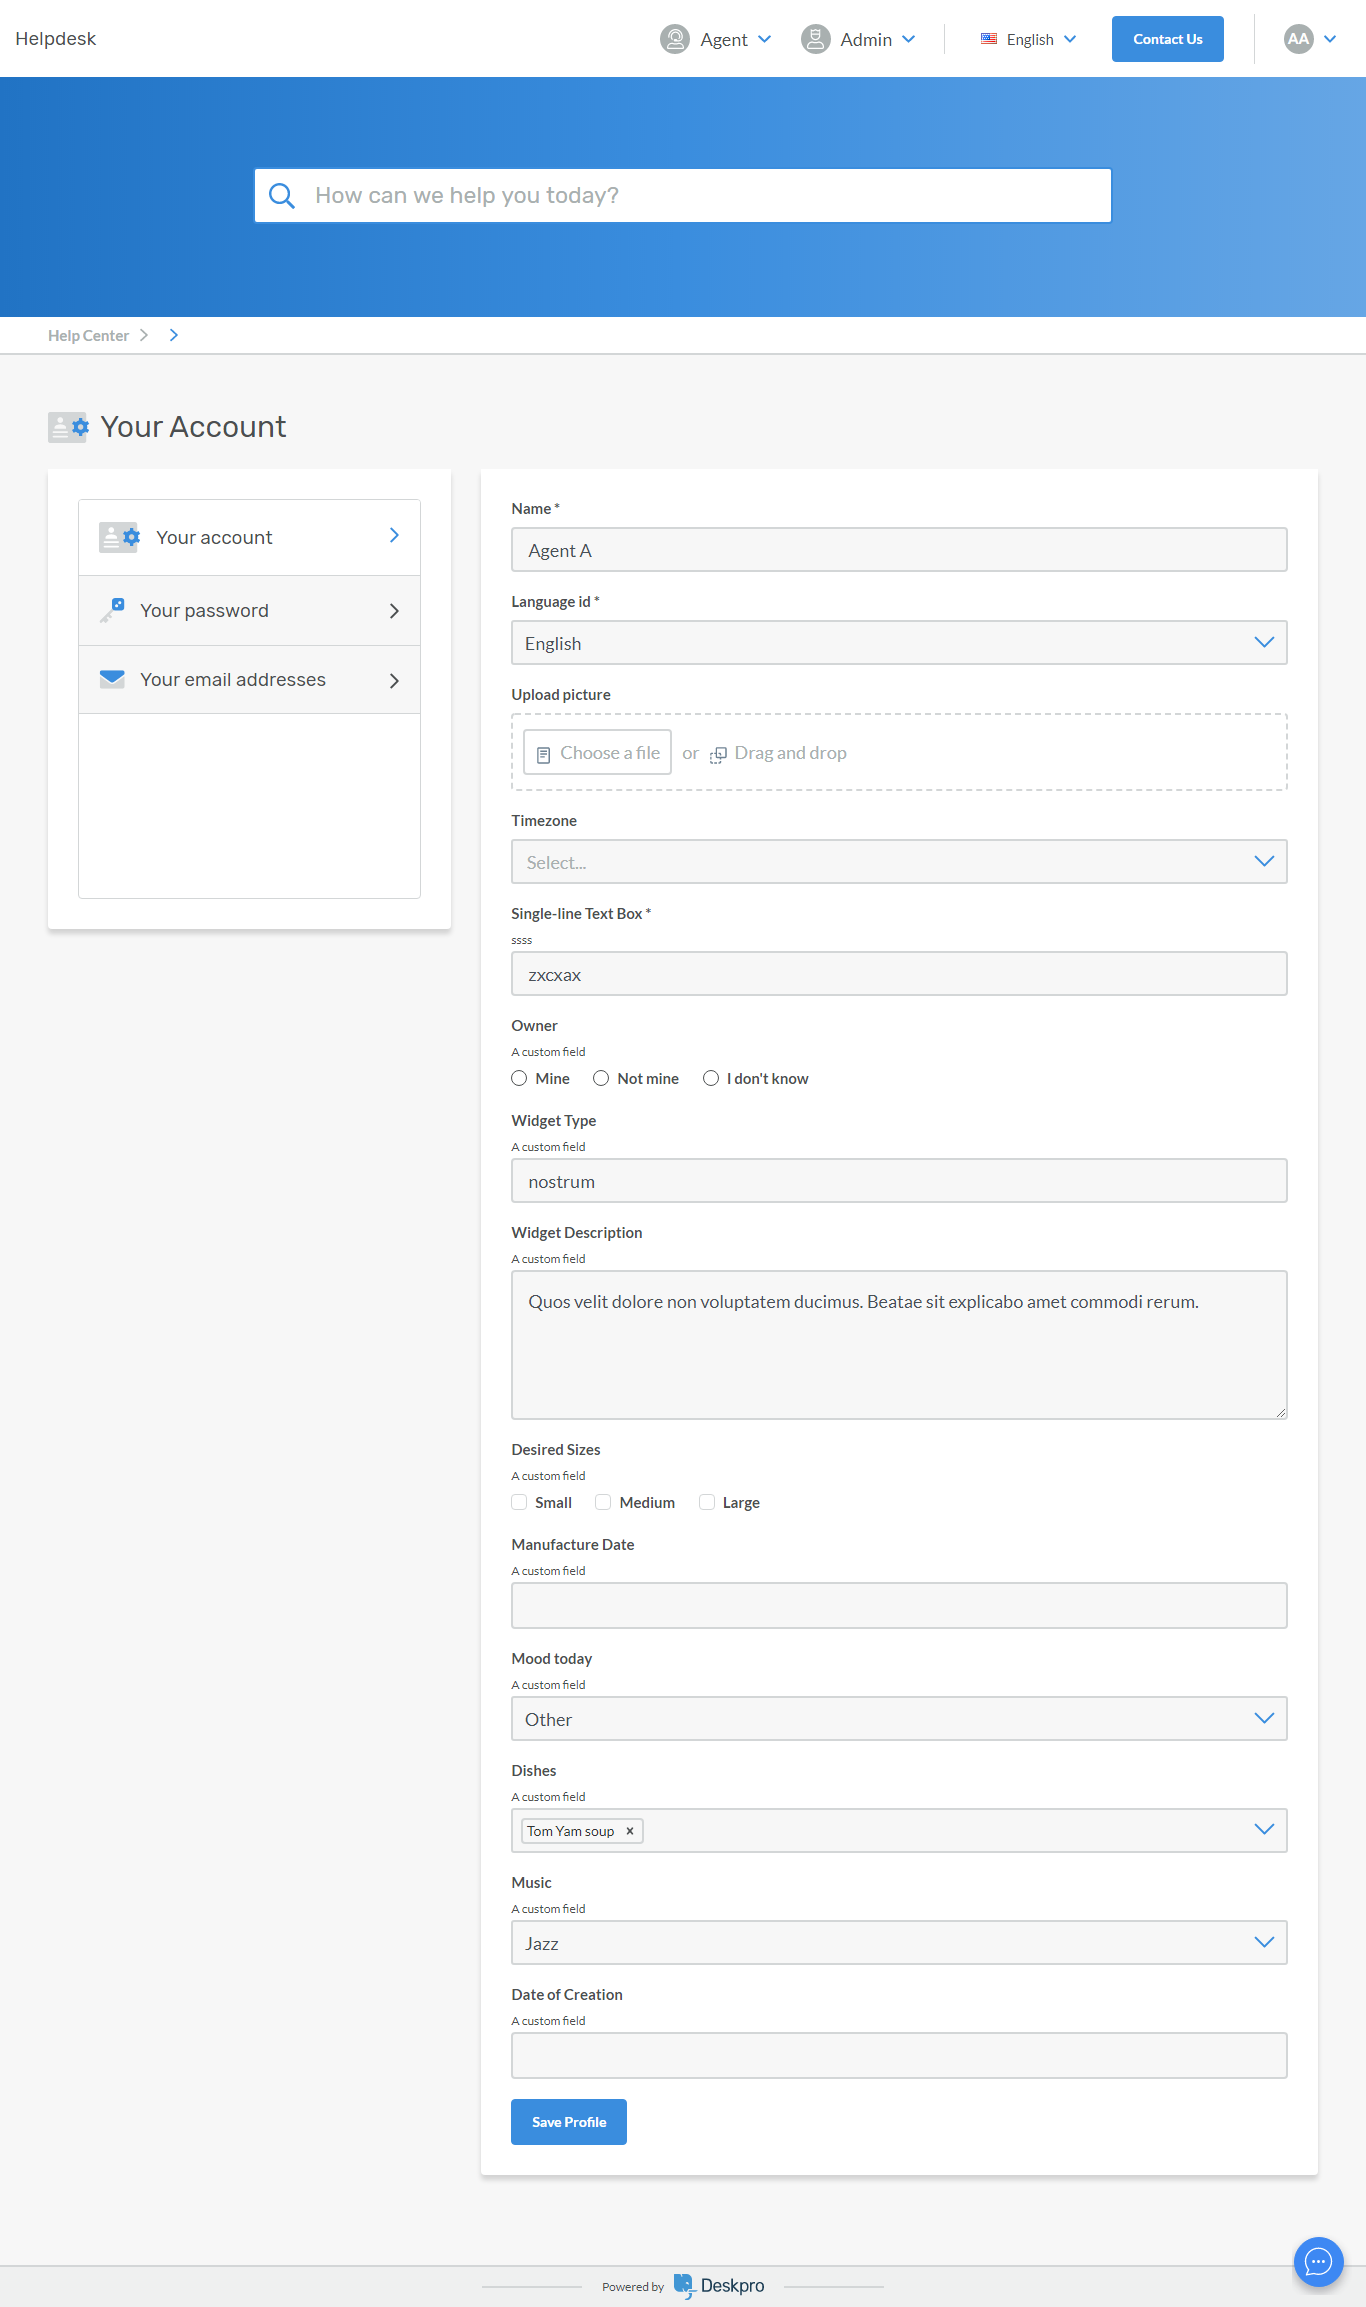 Helpdesk
Agent
Admin
English
Contact Us
AA
How can we help you today?
Help Center
Your Account
Your account
Your password
Your email addresses
Name *
Agent A
Language id *
English
Upload picture
Choose a file or Drag and drop
Timezone
Select...
Single-line Text Box *
ssss
zxcxax
Owner
A custom field
Mine Not mine I don't know
Widget Type
A custom field
nostrum
Widget Description
A custom field
Quos velit dolore non voluptatem ducimus. Beatae sit explicabo amet commodi rerum.
Desired Sizes
A custom field
Small Medium Large
Manufacture Date
A custom field
Mood today
A custom field
Other
Dishes
A custom field
Tom Yam soup ×
Music
A custom field
Jazz
Date of Creation
A custom field
Save Profile
Powered by Deskpro